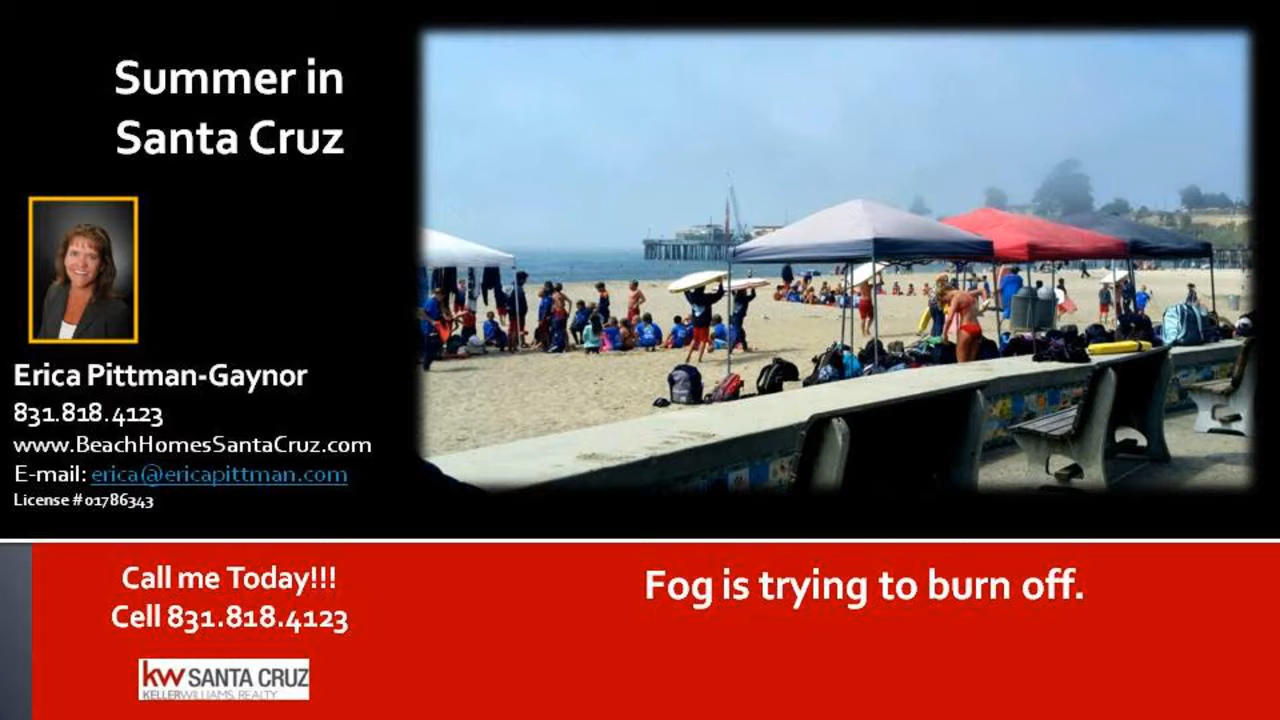 Summer in
Santa Cruz
Erica Pittman-Gaynor
831.818.4123
www.BeachHomesSantaCruz.com
E-mail: erica@ericapittman.com
License #01786343
Call me Today!!!
Cell 831.818.4123
kw SANTA CRUZ
KELLERWILLIAMS. REALTY
Fog is trying to burn off.